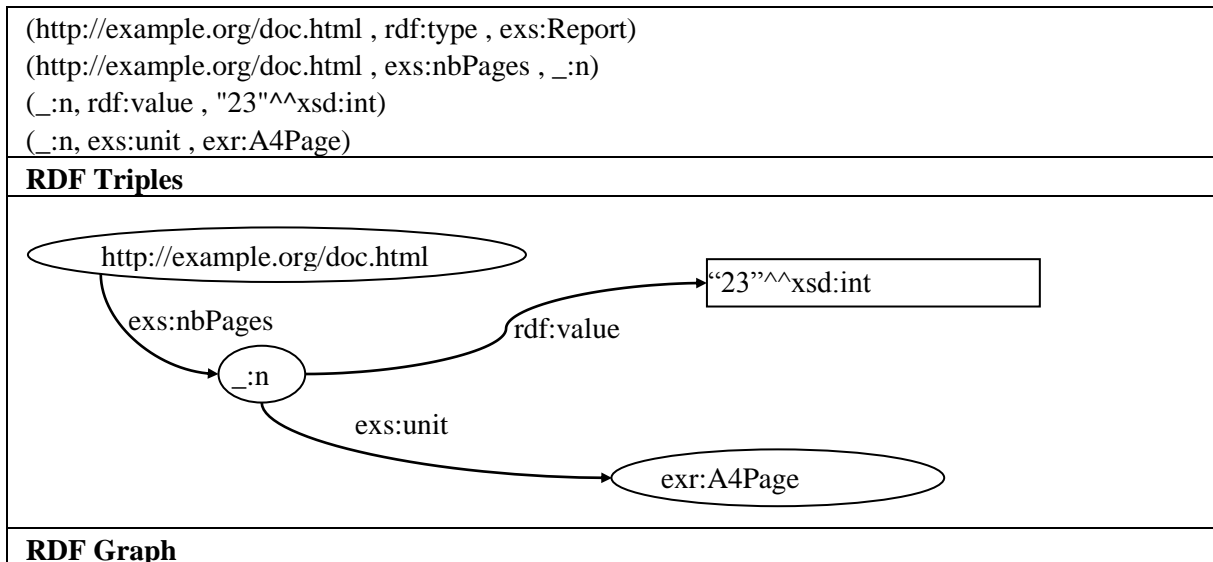 (http://example.org/doc.html , rdf:type , exs:Report)
(http://example.org/doc.html , exs:nbPages , _:n)
(_:n, rdf:value , "23"^^xsd:int)
(_:n, exs:unit , exr:A4Page)
RDF Triples
http://example.org/doc.html
“23”^^xsd:int
exs:nbPages
rdf:value
_:n
exs:unit
exr:A4Page
RDF Graph